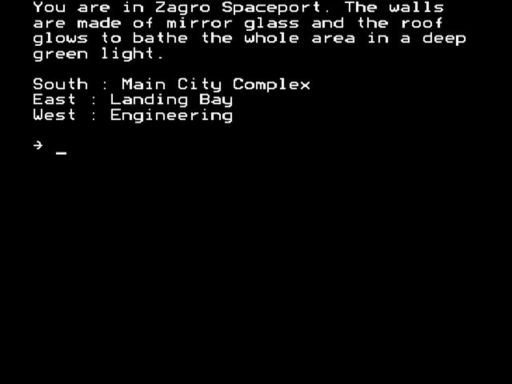 You are in Zagro Spaceport. The walls
are made of mirror glass and the roof
glows to bathe the whole area in a deep
green light.
South : Main City Complex
East : Landing Bay
West : Engineering
→ _